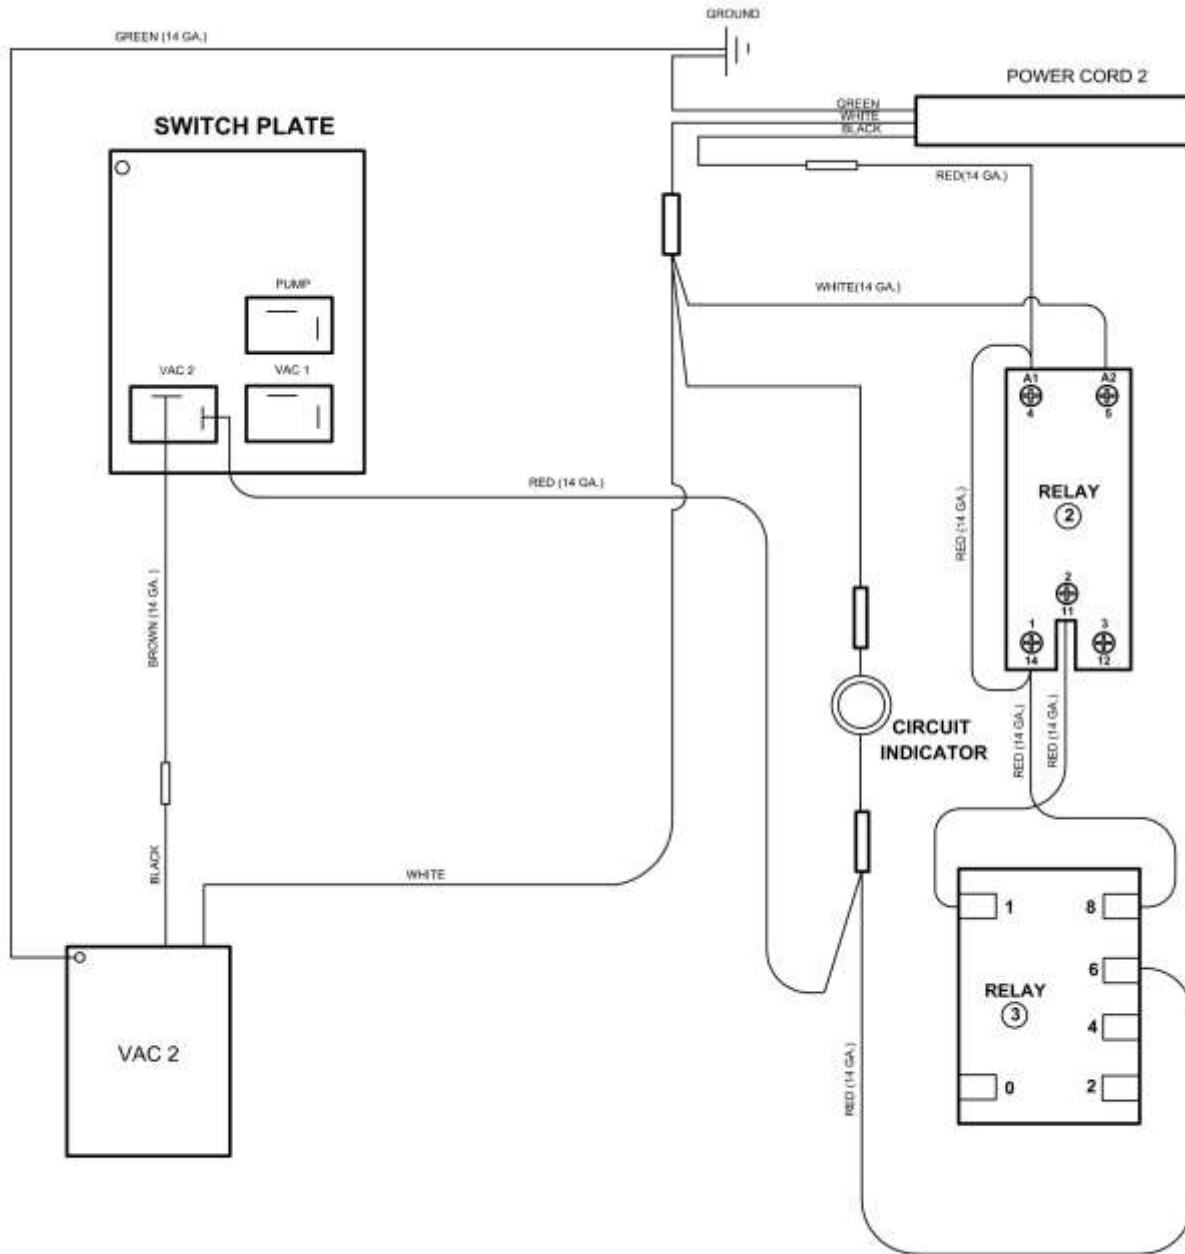 GROUND
GREEN (14 GA.)
POWER CORD 2
GREEN
WHITE
BLACK
SWITCH PLATE
RED(14 GA.)
PUMP
WHITE(14 GA.)
VAC 2
VAC 1
A1
A2
4
5
RED (14 GA.)
RED (14 GA.)
RELAY
2
BROWN (14 GA. )
2
11
1
3
14
12
CIRCUIT
INDICATOR
RED (14 GA.)
RED (14 GA.)
BLACK
WHITE
1
8
6
RELAY
3
4
VAC 2
RED (14 GA.)
0
2